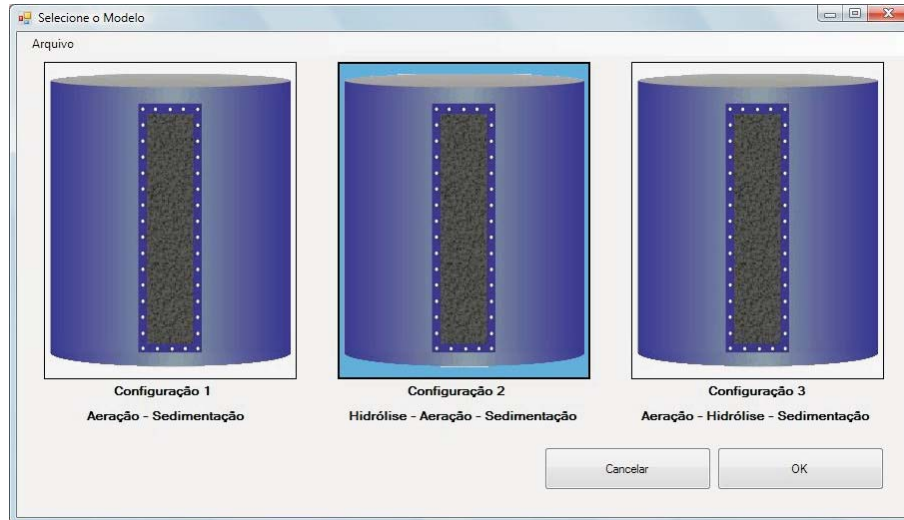 Selecione o Modelo
Arquivo
Configuração 1
Aeração - Sedimentação
Configuração 2
Hidrólise - Aeração - Sedimentação
Configuração 3
Aeração - Hidrólise - Sedimentação
Cancelar
OK